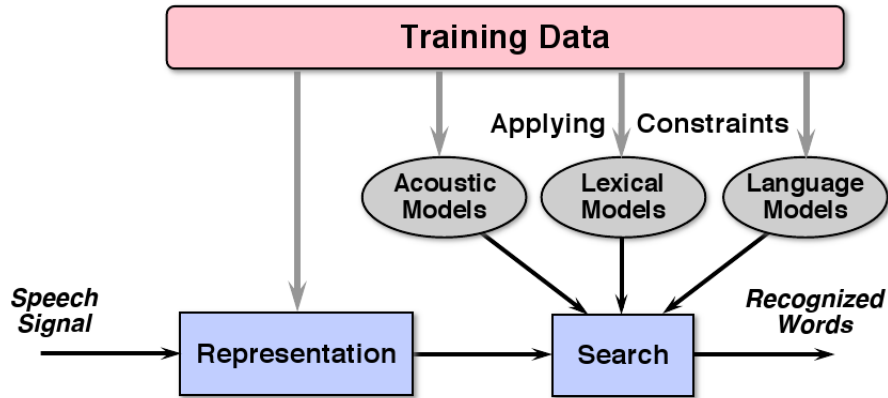 Training Data
Applying Constraints
Acoustic
Models
Lexical
Models
Language
Models
Speech
Signal
Recognized
Words
Representation
Search